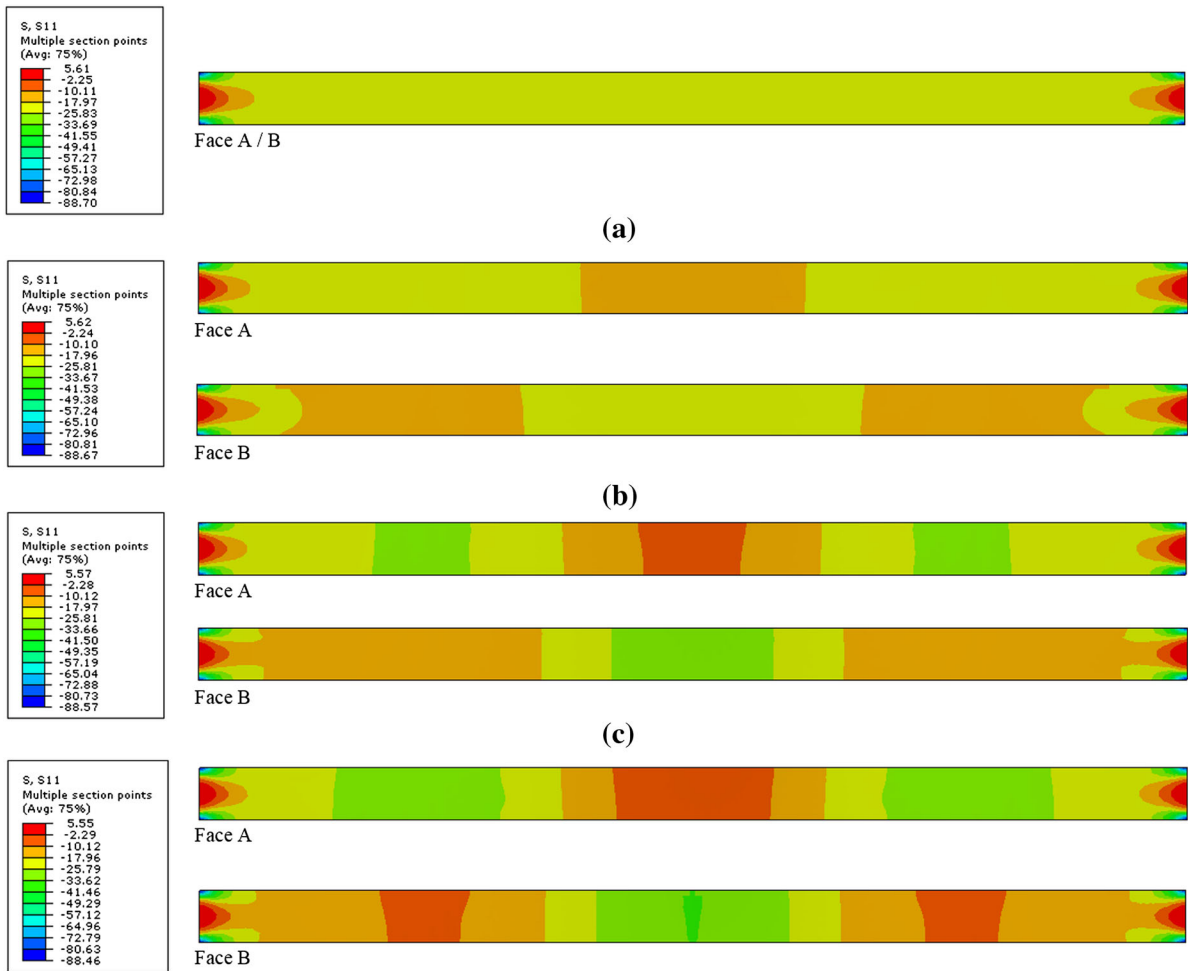 S, S11
Multiple section points
(Avg: 75%)
5.61
-2.25
-10.11
-17.97
-25.83
-33.69
-41.55
-49.41
-57.27
-65.13
-72.98
-80.84
-88.70
Face A / B
(a)
S, S11
Multiple section points
(Avg: 75%)
5.62
-2.24
-10.10
-17.96
-25.81
-33.67
-41.53
-49.38
-57.24
-65.10
-72.96
-80.81
-88.67
Face A
Face B
(b)
S, S11
Multiple section points
(Avg: 75%)
5.57
-2.28
-10.12
-17.97
-25.81
-33.66
-41.50
-49.35
-57.19
-65.04
-72.88
-80.73
-88.57
Face A
Face B
(c)
S, S11
Multiple section points
(Avg: 75%)
5.55
-2.29
-10.12
-17.96
-25.79
-33.62
-41.46
-49.29
-57.12
-64.96
-72.79
-80.63
-88.46
Face A
Face B